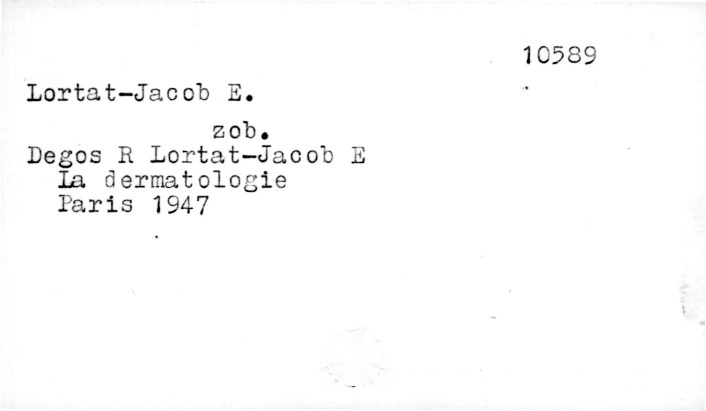 10589
Lortat-Jacob E.
zob.
Degos R Lortat-Jacob E
La dermatologie
Paris 1947